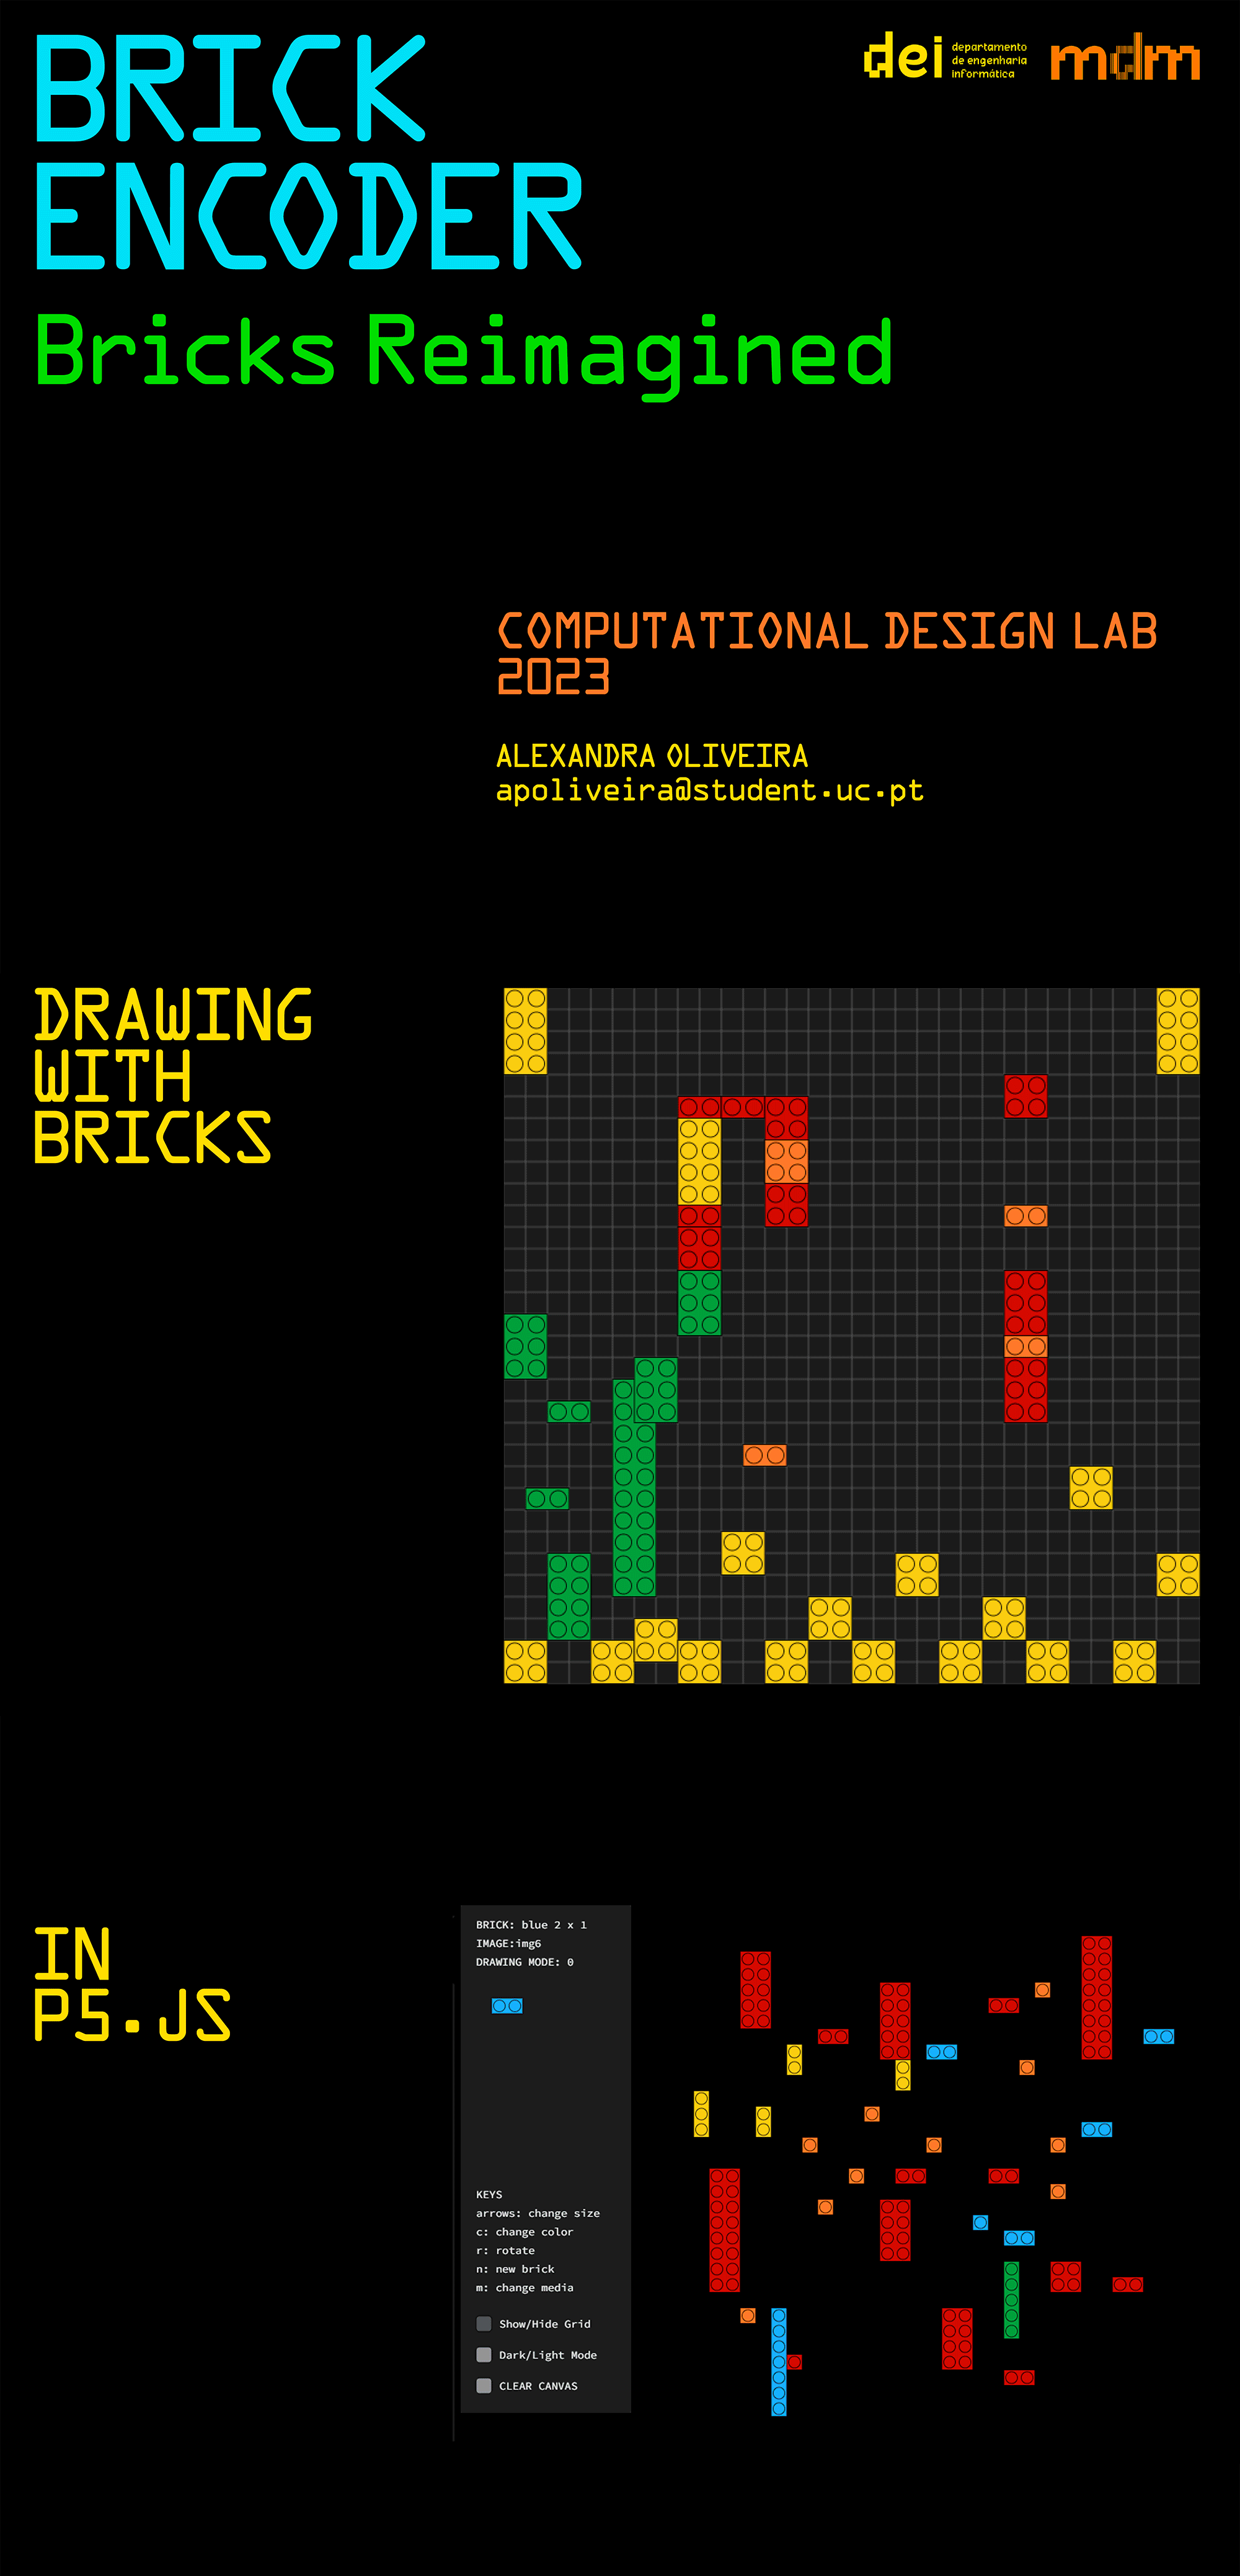 BRICK
ENCODER
dei
departamento
de engenharia
informática
mdm
Bricks Reimagined
COMPUTATIONAL DESIGN LAB
2023
ALEXANDRA OLIVEIRA
apoliveira@student.uc.pt
DRAWING
WITH
BRICKS
IN
P5.JS
BRICK: blue 2 x 1
IMAGE:img6
DRAWING MODE: 0
KEYS
arrows: change size
c: change color
r: rotate
n: new brick
m: change media
Show/Hide Grid
Dark/Light Mode
CLEAR CANVAS